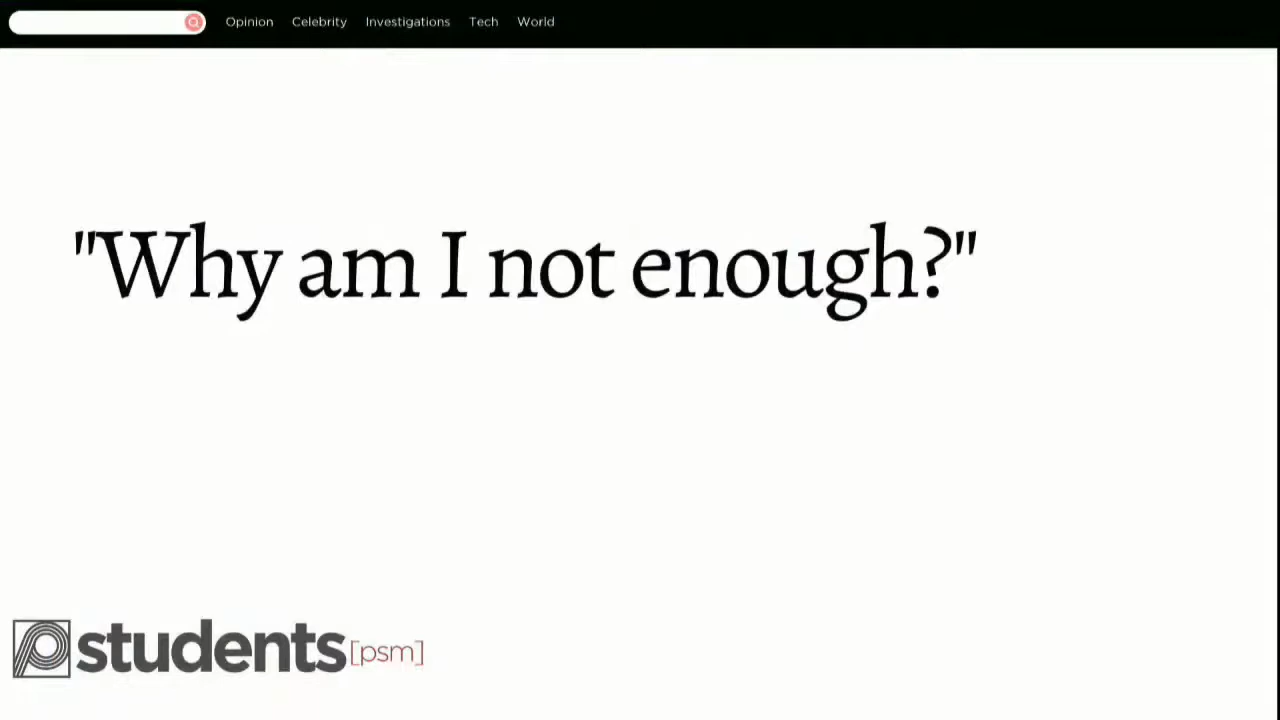 Opinion Celebrity Investigations Tech World
"Why am I not enough?"
students [psm]